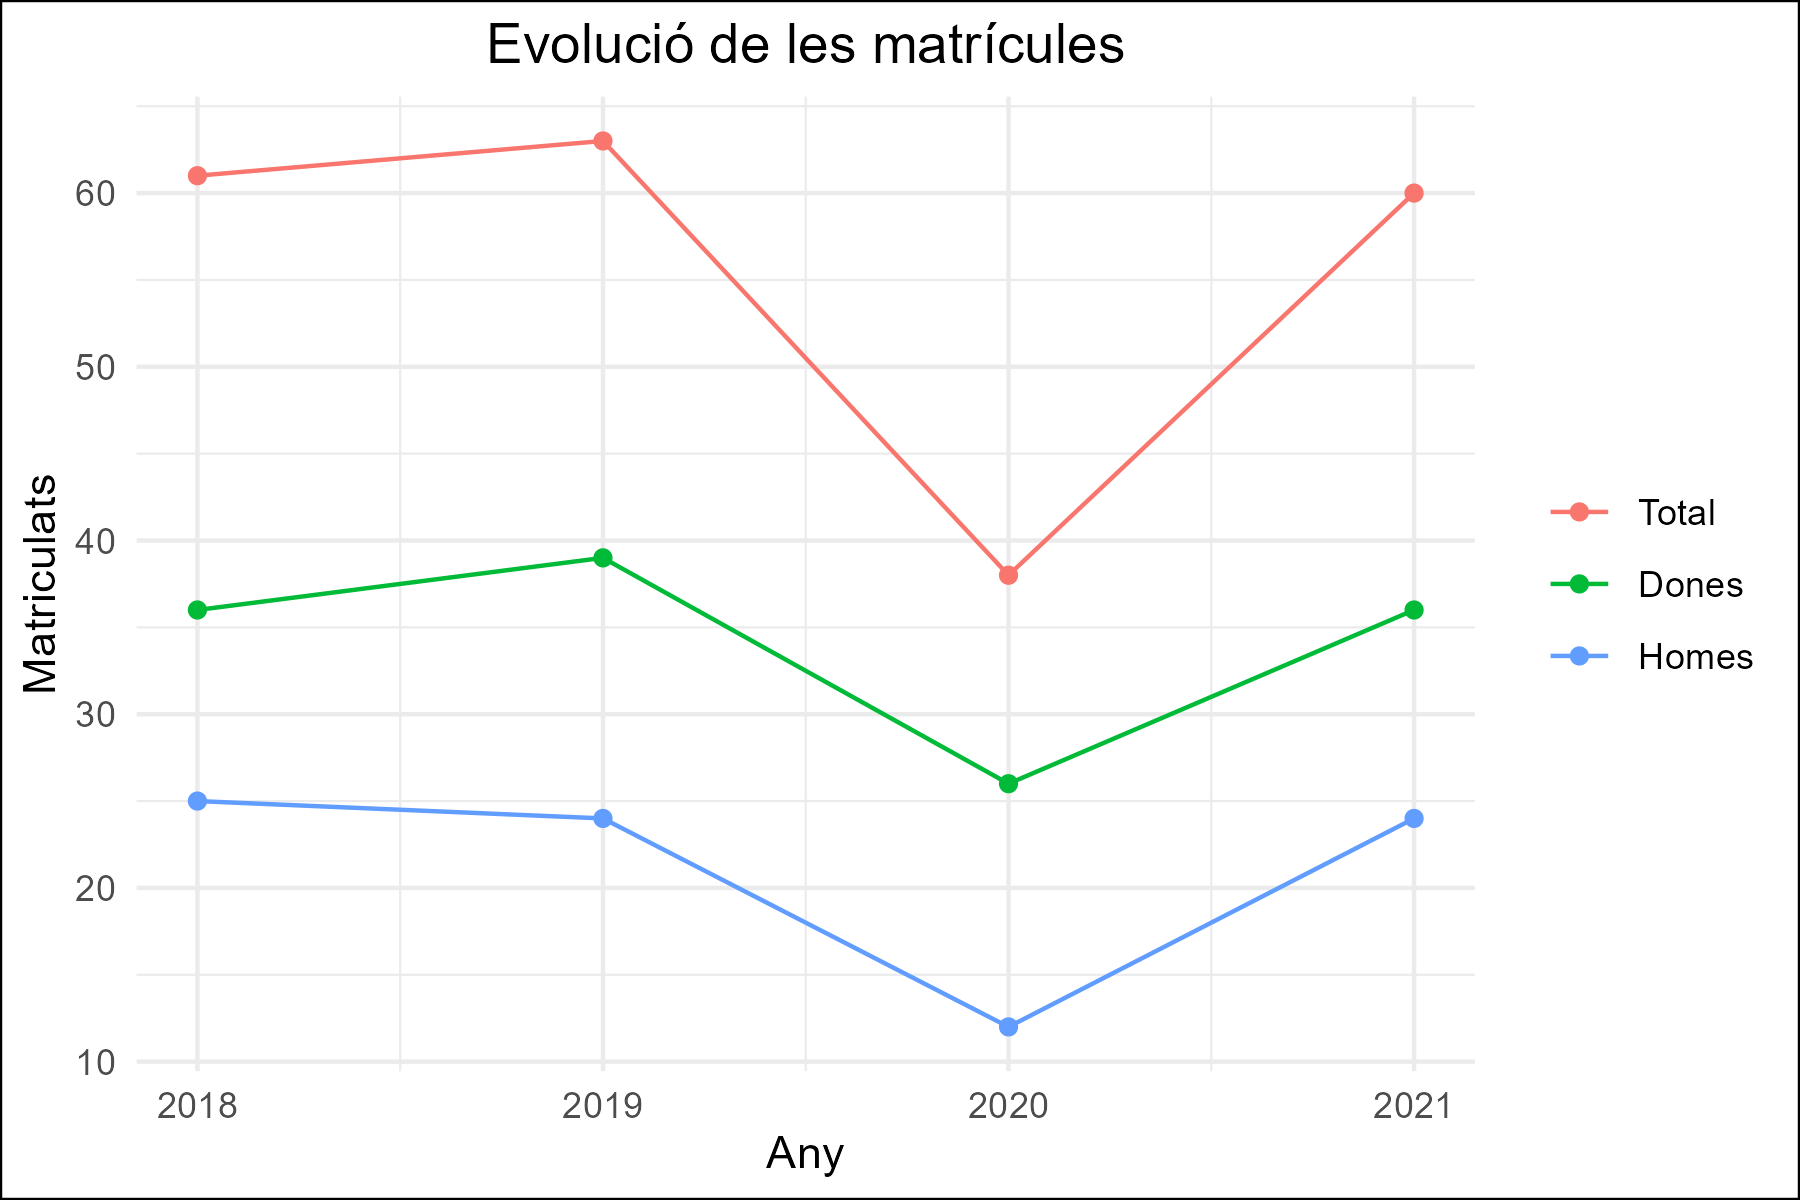 Evolució de les matrícules
Matriculats
60
50
40
30
20
10
2018 2019 2020 2021
Any
Total
Dones
Homes